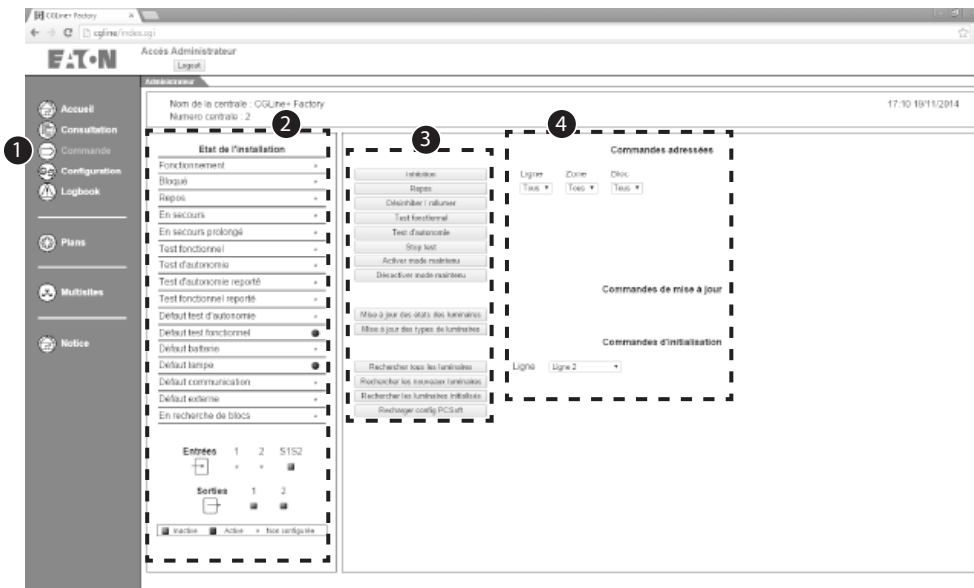 CGLine+ Factory
cgline/index.cgi
EATON
Accès Administrateur
Logout
Administrateur
Nom de la centrale : CGLine+ Factory
Numero centrale : 2
17:10 19/11/2014
Accueil
Consultation
1
Commande
Configuration
Logbook
Plans
Multisites
Notice
2
Etat de l'installation
Fonctionnement
Bloqué
Repos
En secours
En secours prolongé
Test fonctionnel
Test d'autonomie
Test d'autonomie reporté
Test fonctionnel reporté
Défaut test d'autonomie
Défaut test fonctionnel
Défaut batterie
Défaut lampe
Défaut communication
Défaut externe
En recherche de blocs
Entrées 1 2 S1S2
Sorties 1 2
Inactive Active Non configurée
3
Inhibition
Repos
Désinhiber / rallumer
Test fonctionnel
Test d'autonomie
Stop test
Activer mode maintenu
Désactiver mode maintenu
Mise à jour des états des luminaires
Mise à jour des types de luminaires
Rechercher tous les luminaires
Rechercher les nouveaux luminaires
Rechercher les luminaires initialisés
Recharger config PCSoft
4
Commandes adressées
Ligne Zone Bloc
Tous Tous Tous
Commandes de mise à jour
Commandes d'initialisation
Ligne Ligne 2